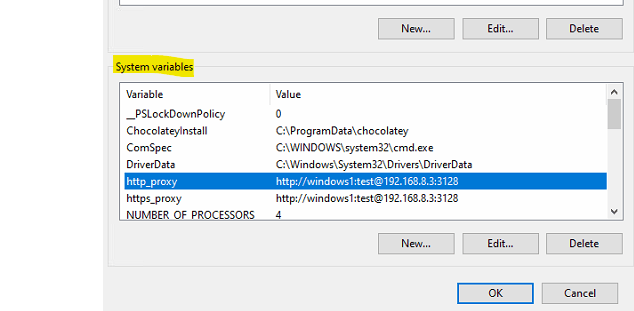 New... Edit... Delete
System variables
Variable Value
__PSLockDownPolicy 0
ChocolateyInstall C:\ProgramData\chocolatey
ComSpec C:\WINDOWS\system32\cmd.exe
DriverData C:\Windows\System32\Drivers\DriverData
http_proxy http://windows1:test@192.168.8.3:3128
https_proxy http://windows1:test@192.168.8.3:3128
NUMBER_OF_PROCESSORS 4
New... Edit... Delete
OK Cancel